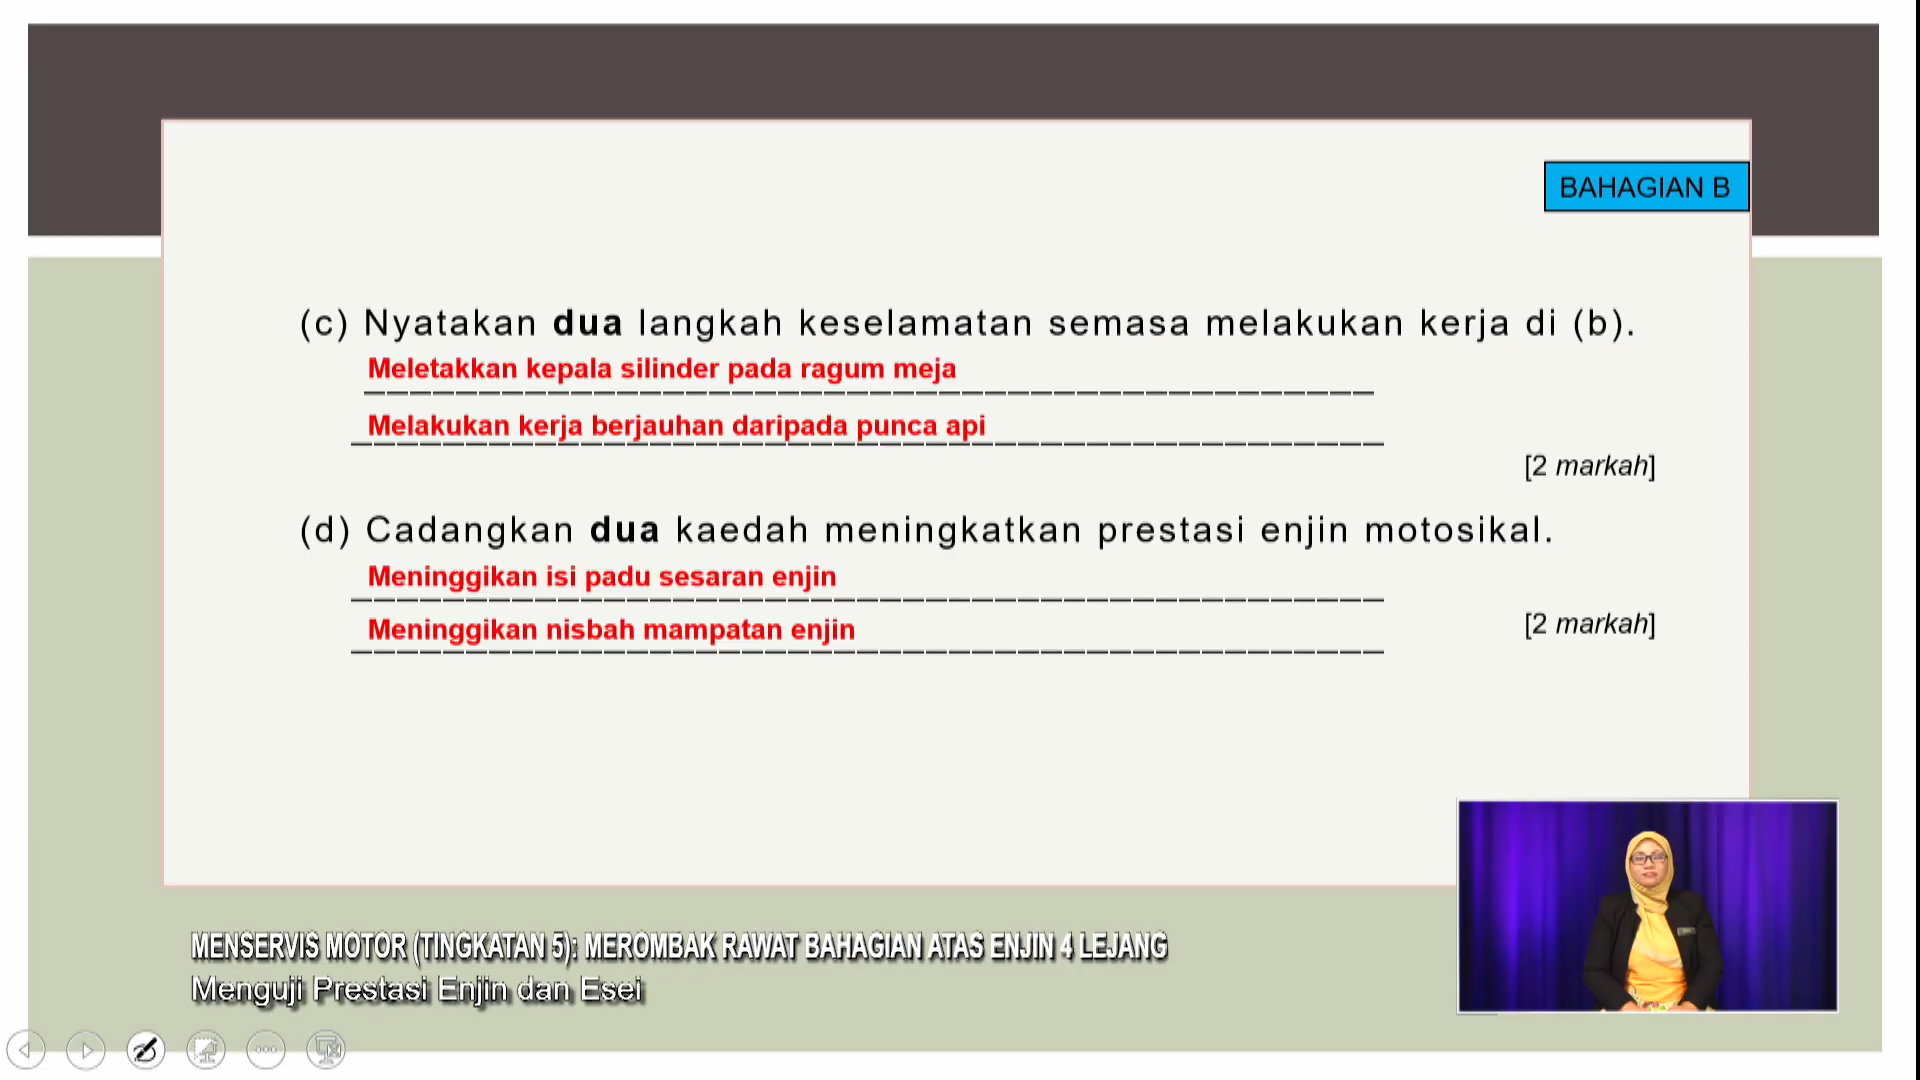 BAHAGIAN B
(c) Nyatakan dua langkah keselamatan semasa melakukan kerja di (b).
Meletakkan kepala silinder pada ragum meja
Melakukan kerja berjauhan daripada punca api
[2 markah]
(d) Cadangkan dua kaedah meningkatkan prestasi enjin motosikal.
Meninggikan isi padu sesaran enjin
Meninggikan nisbah mampatan enjin
[2 markah]
MENSERVIS MOTOR (TINGKATAN 5): MEROMBAK RAWAT BAHAGIAN ATAS ENJIN 4 LEJANG
Menguji Prestasi Enjin dan Esei